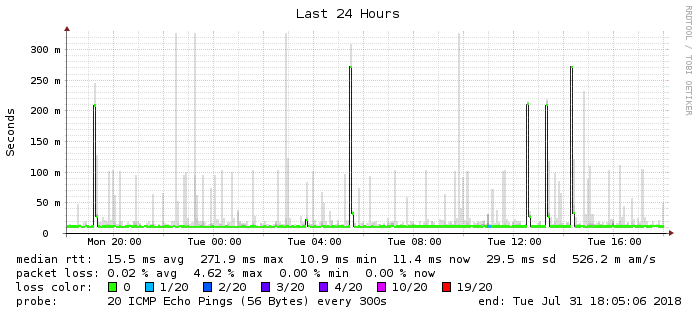 Last 24 Hours
RRDTOOL / TOBI OETIKER
Seconds
300 m
250 m
200 m
150 m
100 m
50 m
0
Mon 20:00 Tue 00:00 Tue 04:00 Tue 08:00 Tue 12:00 Tue 16:00
median rtt: 15.5 ms avg 271.9 ms max 10.9 ms min 11.4 ms now 29.5 ms sd 526.2 m am/s
packet loss: 0.02 % avg 4.62 % max 0.00 % min 0.00 % now
loss color: 0 1/20 2/20 3/20 4/20 10/20 19/20
probe: 20 ICMP Echo Pings (56 Bytes) every 300s end: Tue Jul 31 18:05:06 2018